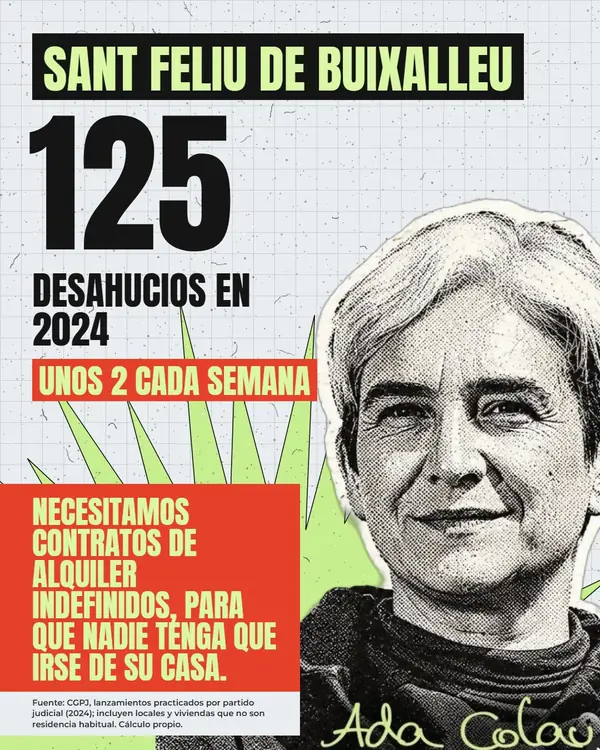 SANT FELIU DE BUIXALLEU
125
DESAHUCIOS EN
2024
UNOS 2 CADA SEMANA
NECESITAMOS
CONTRATOS DE
ALQUILER
INDEFINIDOS, PARA
QUE NADIE TENGA QUE
IRSE DE SU CASA.
Fuente: CGPJ, lanzamientos practicados por partido
judicial (2024); incluyen locales y viviendas que no son
residencia habitual. Cálculo propio.
Ada Colau